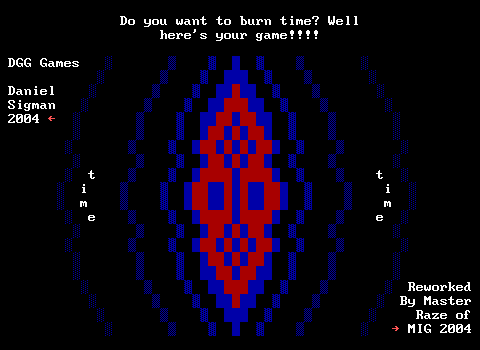 Do you want to burn time? Well
here's your game!!!!
DGG Games
Daniel
Sigman
2004 ←
t
i
m
e
t
i
m
e
Reworked
By Master
Raze of
→ MIG 2004